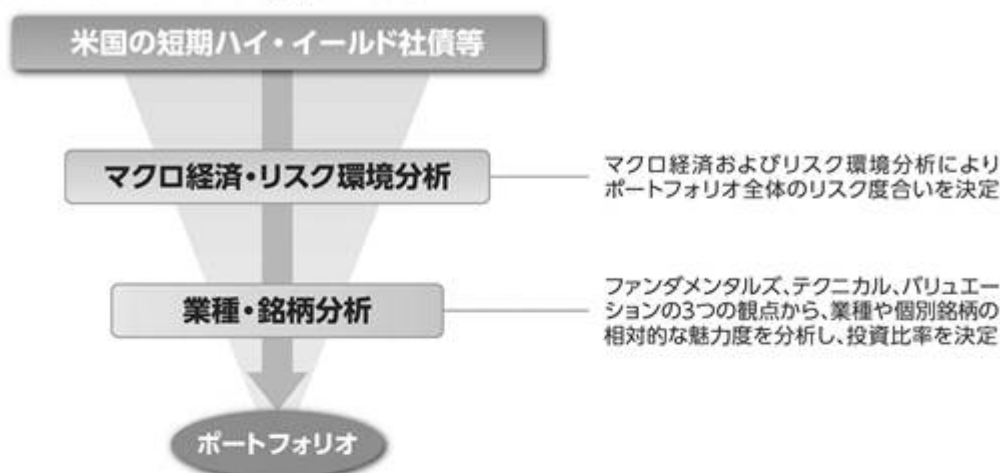 米国の短期ハイ・イールド社債等
マクロ経済・リスク環境分析
マクロ経済およびリスク環境分析により
ポートフォリオ全体のリスク度合いを決定
業種・銘柄分析
ファンダメンタルズ、テクニカル、バリュエー
ションの3つの観点から、業種や個別銘柄の
相対的な魅力度を分析し、投資比率を決定
ポートフォリオ